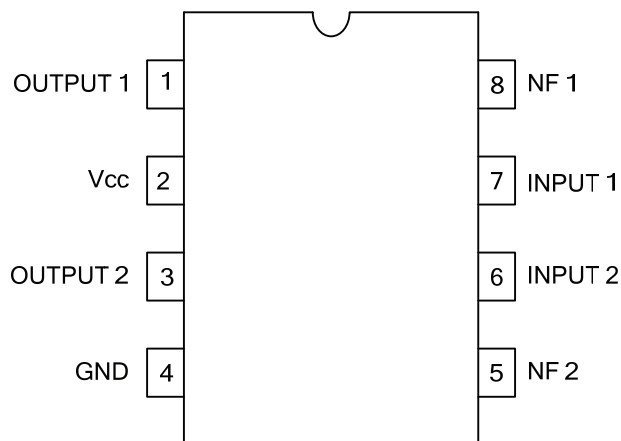 OUTPUT 1 1
8 NF 1
Vcc 2
7 INPUT 1
OUTPUT 2 3
6 INPUT 2
GND 4
5 NF 2